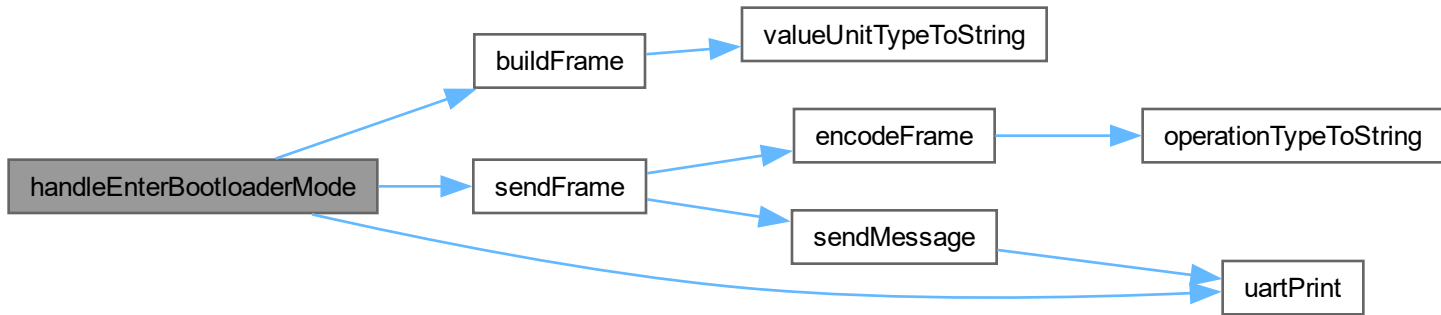 handleEnterBootloaderMode
buildFrame
valueUnitTypeToString
sendFrame
encodeFrame
operationTypeToString
sendMessage
uartPrint